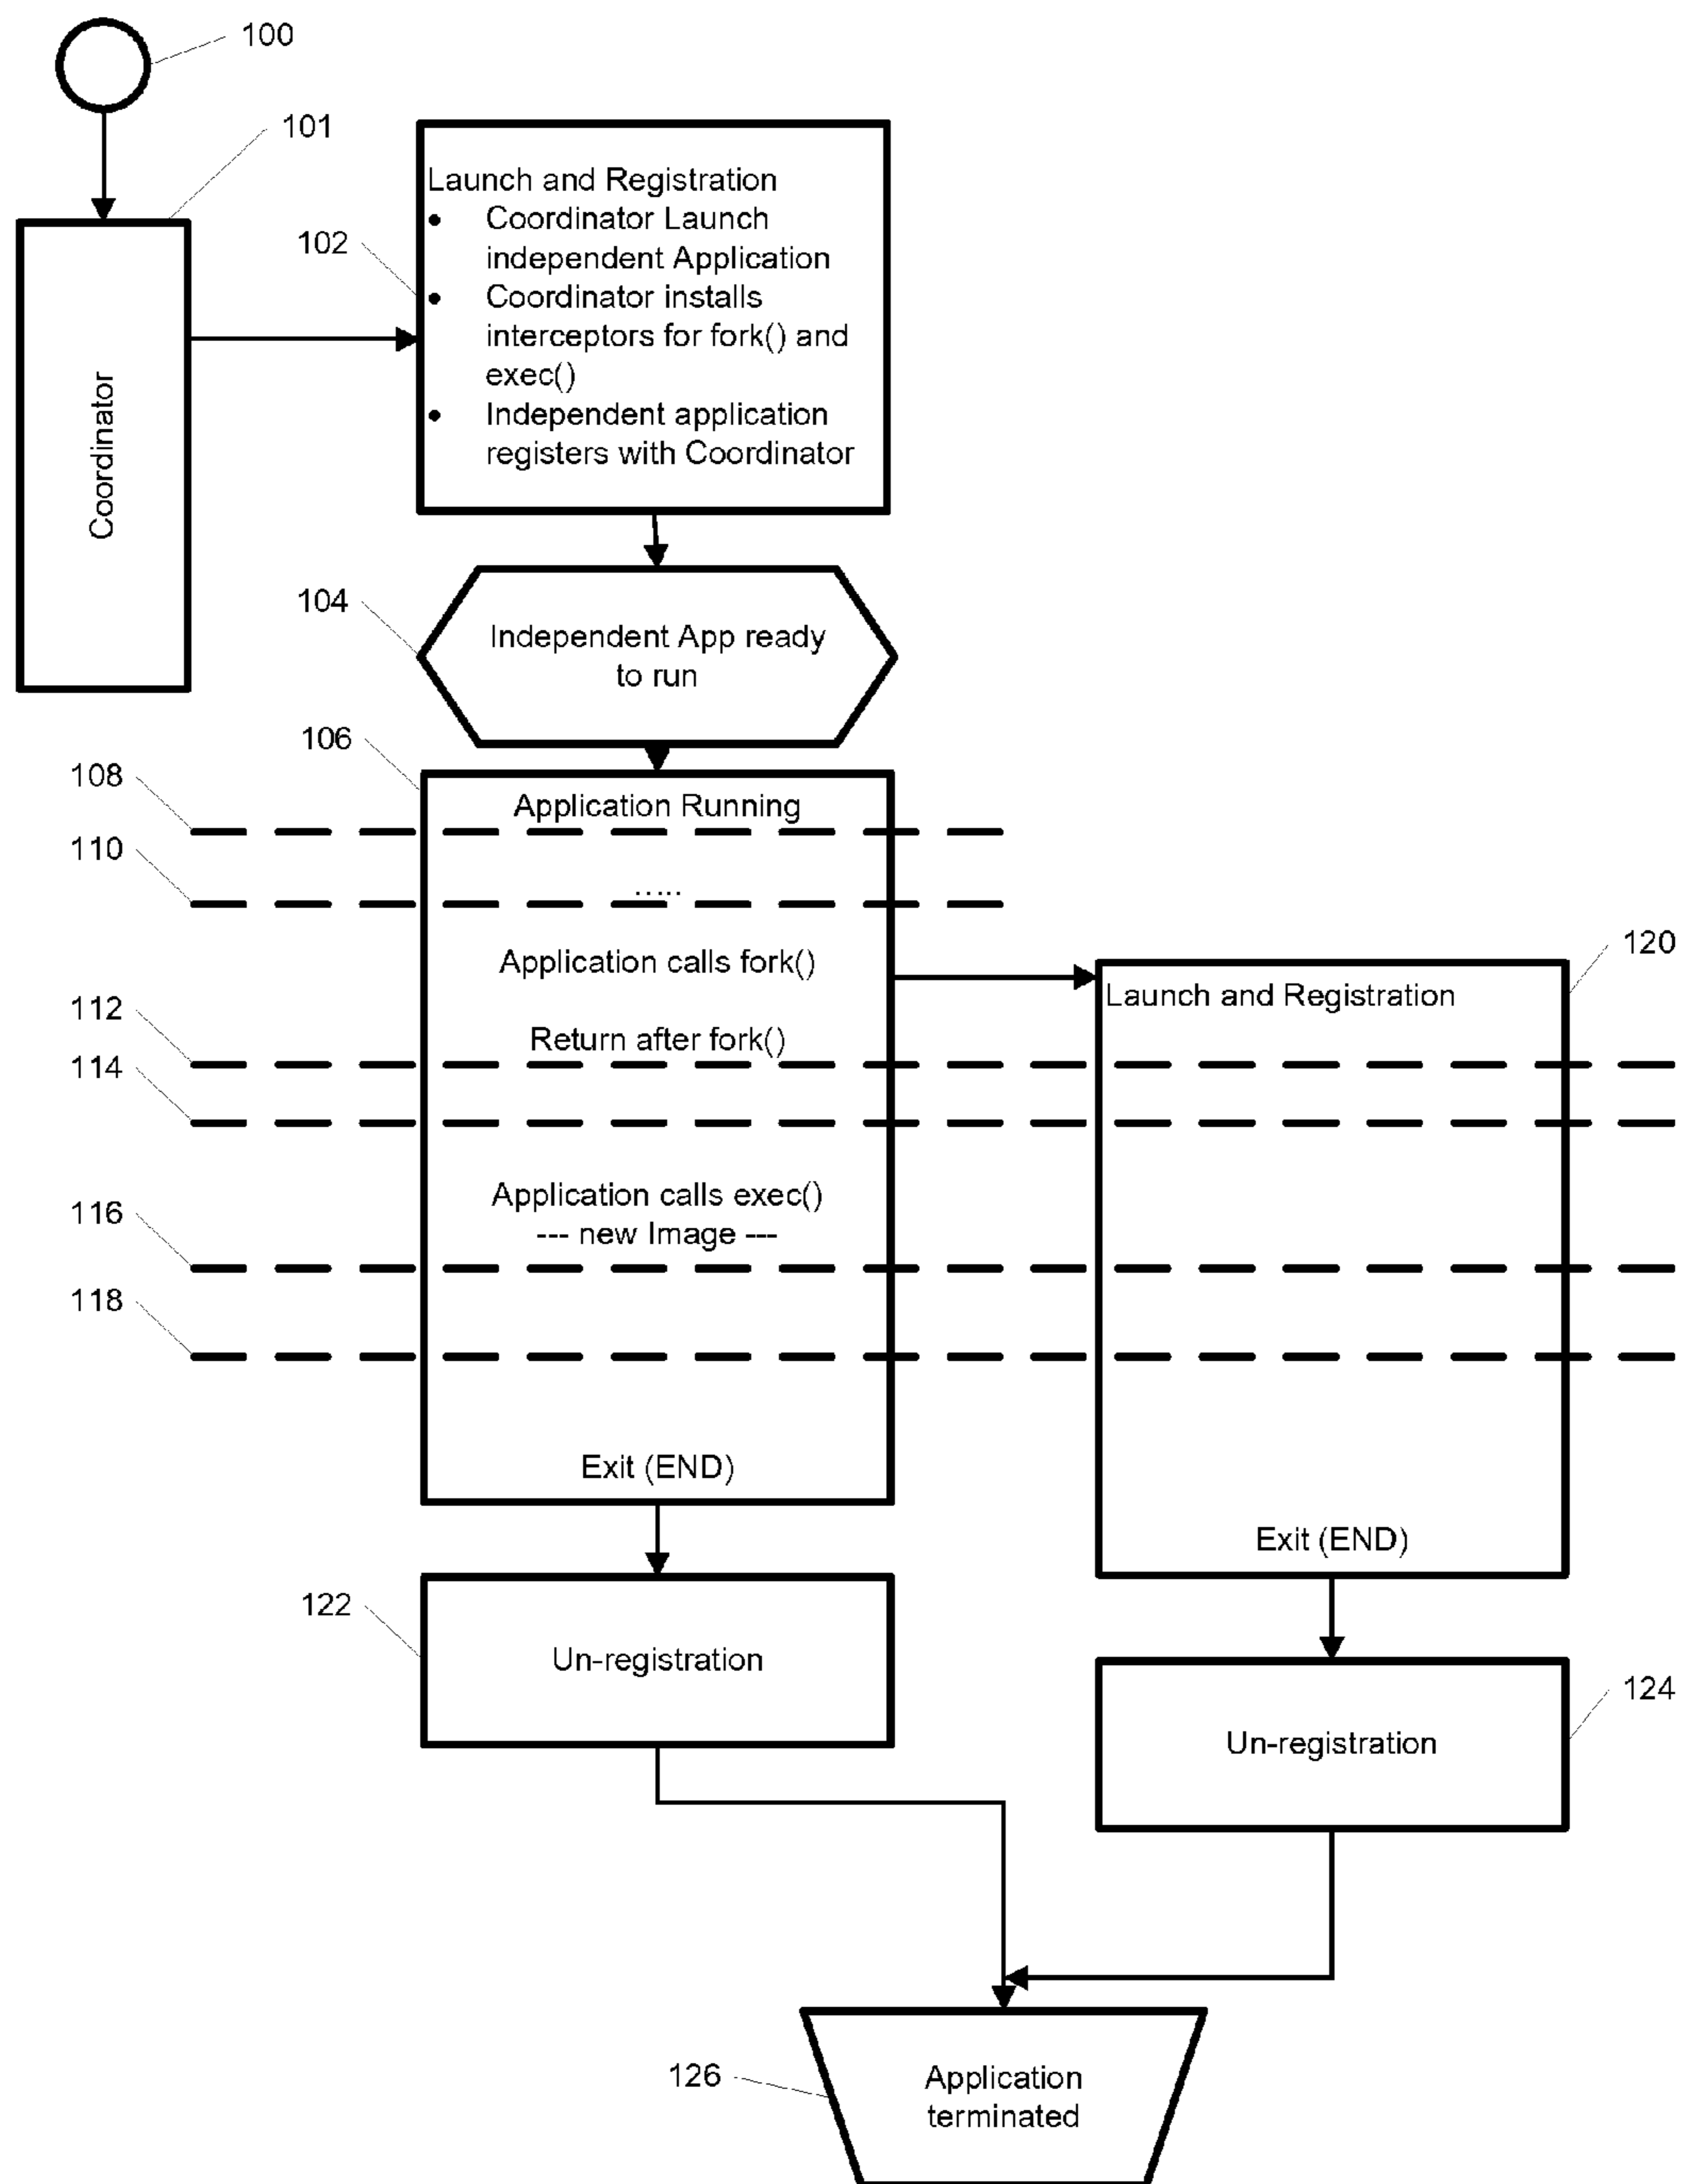 100
101
Coordinator
102
Launch and Registration
• Coordinator Launch
independent Application
• Coordinator installs
interceptors for fork() and
exec()
• Independent application
registers with Coordinator
104
Independent App ready
to run
106
Application Running
108
110
.....
Application calls fork()
120
Launch and Registration
112
Return after fork()
114
Application calls exec()
116
--- new Image ---
118
Exit (END)
Exit (END)
122
Un-registration
124
Un-registration
126
Application
terminated